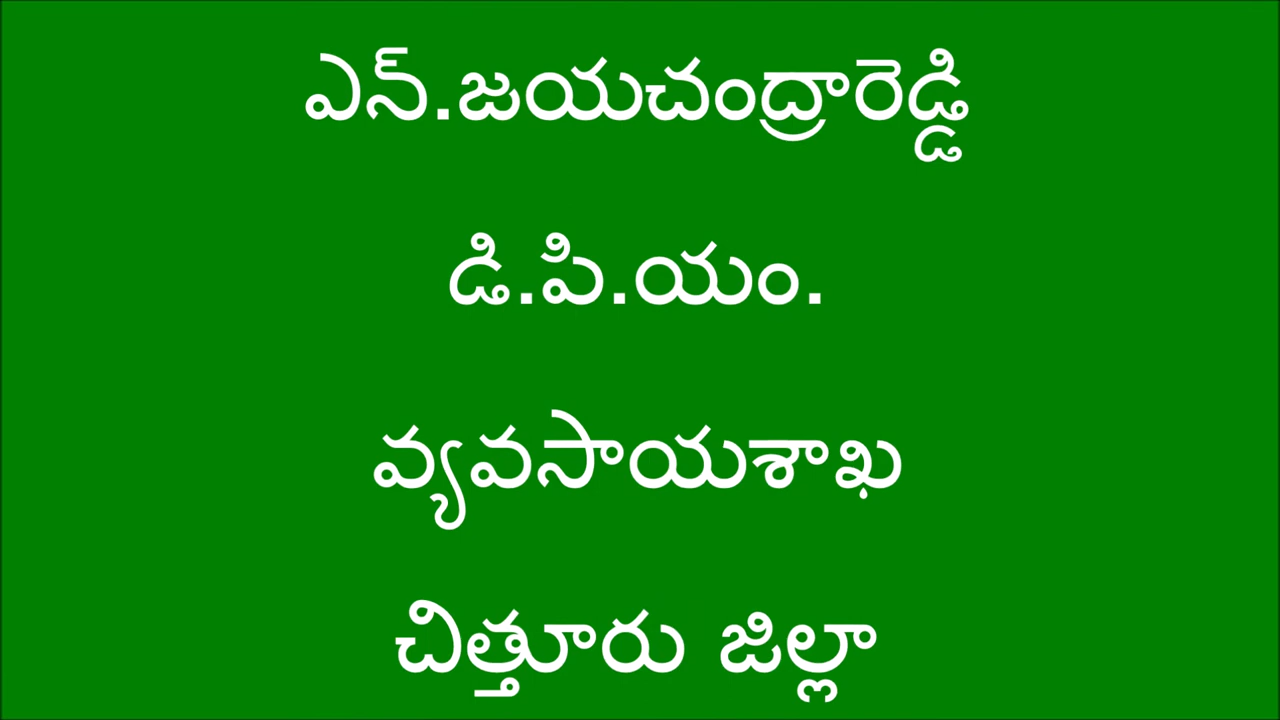 ఎన్.జయచంద్రారెడ్డి
డి.పి.యం.
వ్యవసాయశాఖ
చిత్తూరు జిల్లా